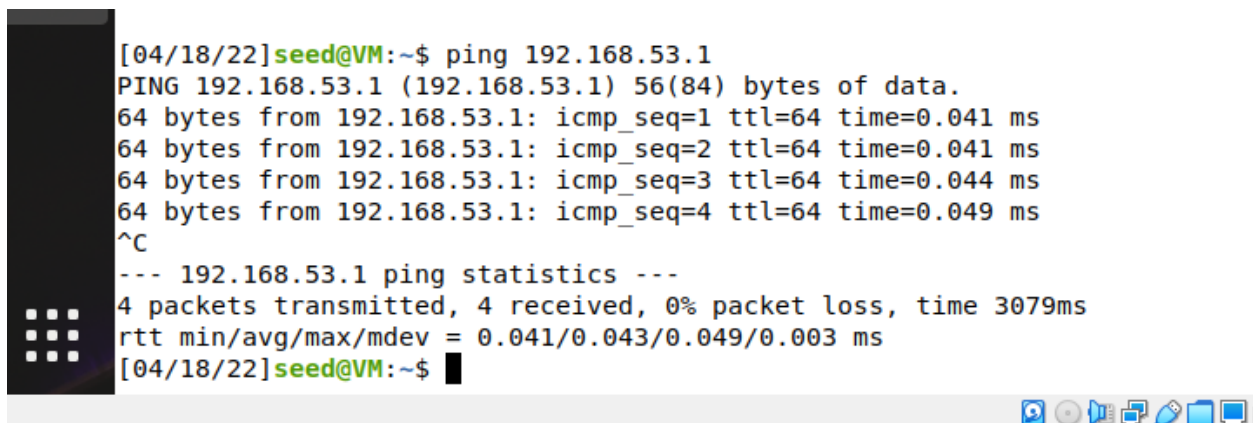 [04/18/22]seed@VM:~$ ping 192.168.53.1
PING 192.168.53.1 (192.168.53.1) 56(84) bytes of data.
64 bytes from 192.168.53.1: icmp_seq=1 ttl=64 time=0.041 ms
64 bytes from 192.168.53.1: icmp_seq=2 ttl=64 time=0.041 ms
64 bytes from 192.168.53.1: icmp_seq=3 ttl=64 time=0.044 ms
64 bytes from 192.168.53.1: icmp_seq=4 ttl=64 time=0.049 ms
^C
--- 192.168.53.1 ping statistics ---
4 packets transmitted, 4 received, 0% packet loss, time 3079ms
rtt min/avg/max/mdev = 0.041/0.043/0.049/0.003 ms
[04/18/22]seed@VM:~$